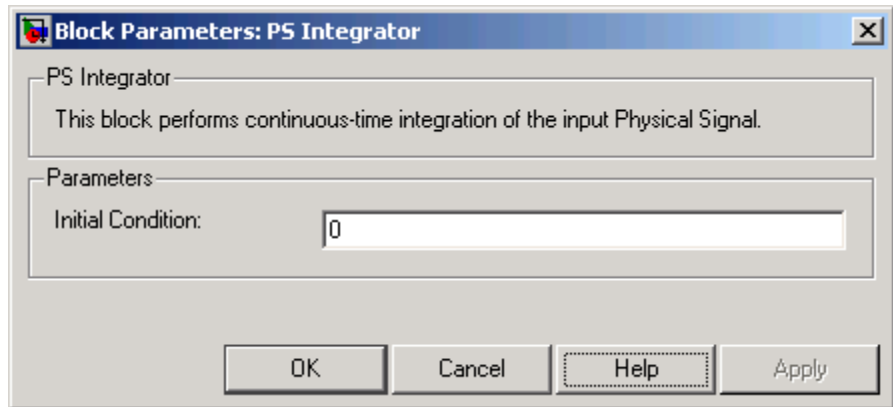 Block Parameters: PS Integrator
PS Integrator
This block performs continuous-time integration of the input Physical Signal.
Parameters
Initial Condition:
0
OK Cancel Help Apply